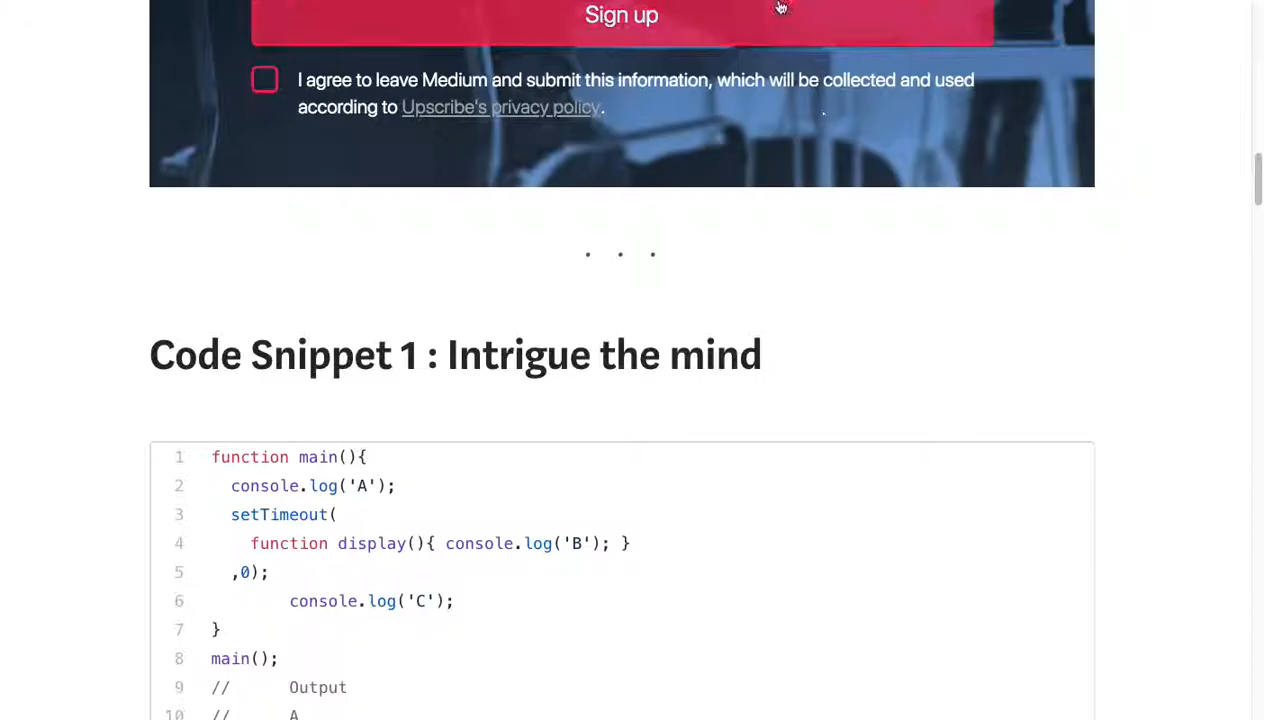 Sign up
I agree to leave Medium and submit this information, which will be collected and used
according to Upscribe's privacy policy.
. . .
Code Snippet 1 : Intrigue the mind
1 function main(){
2 console.log('A');
3 setTimeout(
4 function display(){ console.log('B'); }
5 ,0);
6 console.log('C');
7 }
8 main();
9 // Output
10 // A